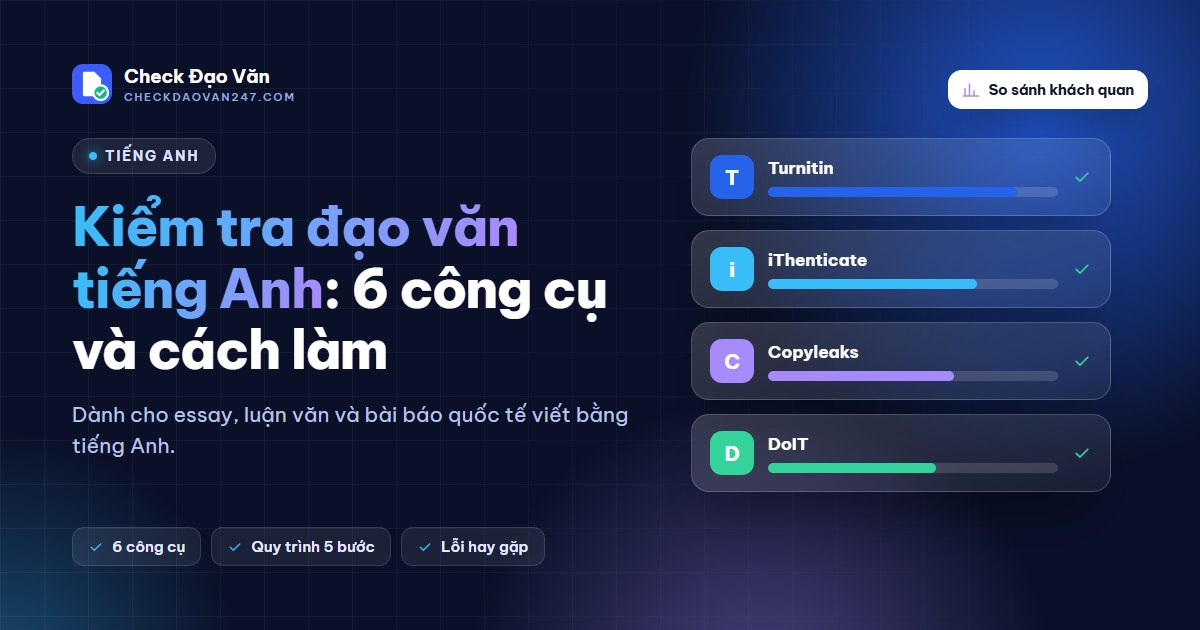 Check Đạo Văn
CHECKDAOVAN247.COM
So sánh khách quan
TIẾNG ANH
Kiểm tra đạo văn
tiếng Anh: 6 công cụ
và cách làm
Dành cho essay, luận văn và bài báo quốc tế viết bằng
tiếng Anh.
6 công cụ
Quy trình 5 bước
Lỗi hay gặp
T
Turnitin
i
iThenticate
C
Copyleaks
D
DoIT